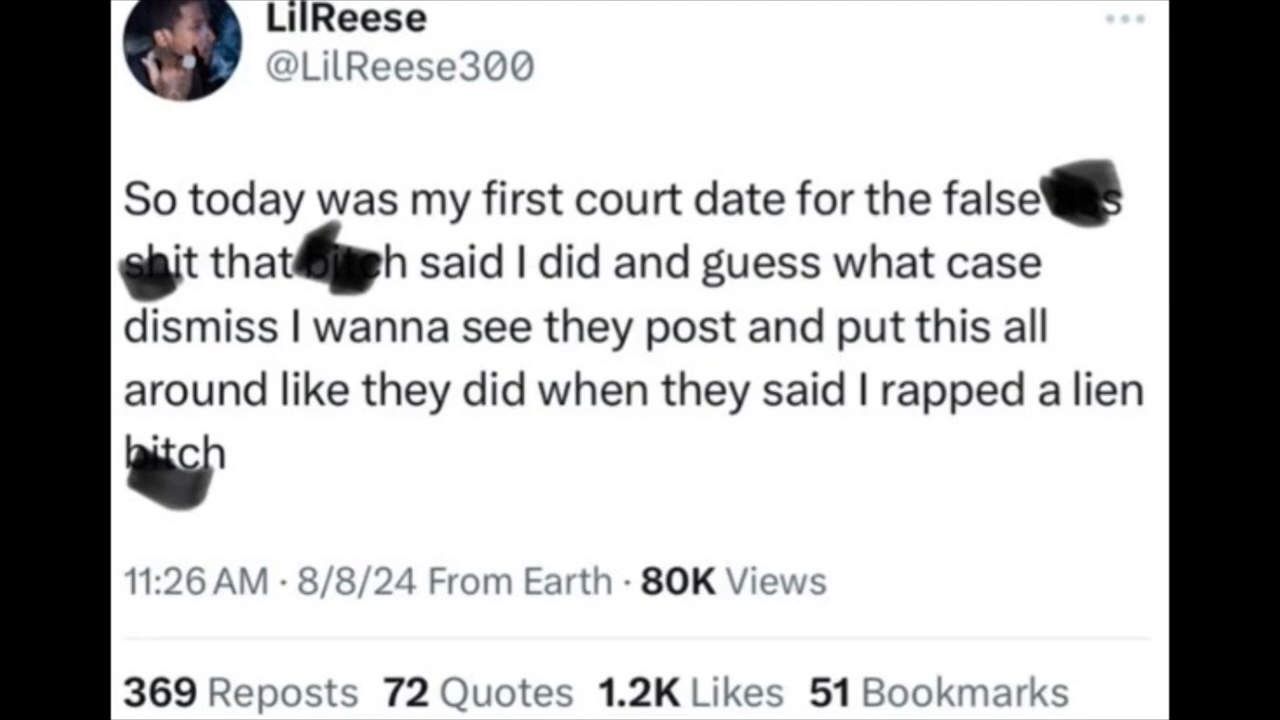 LilReese
@LilReese300
So today was my first court date for the false
shit that bitch said I did and guess what case
dismiss I wanna see they post and put this all
around like they did when they said I rapped a lien
bitch
11:26 AM · 8/8/24 From Earth · 80K Views
369 Reposts 72 Quotes 1.2K Likes 51 Bookmarks